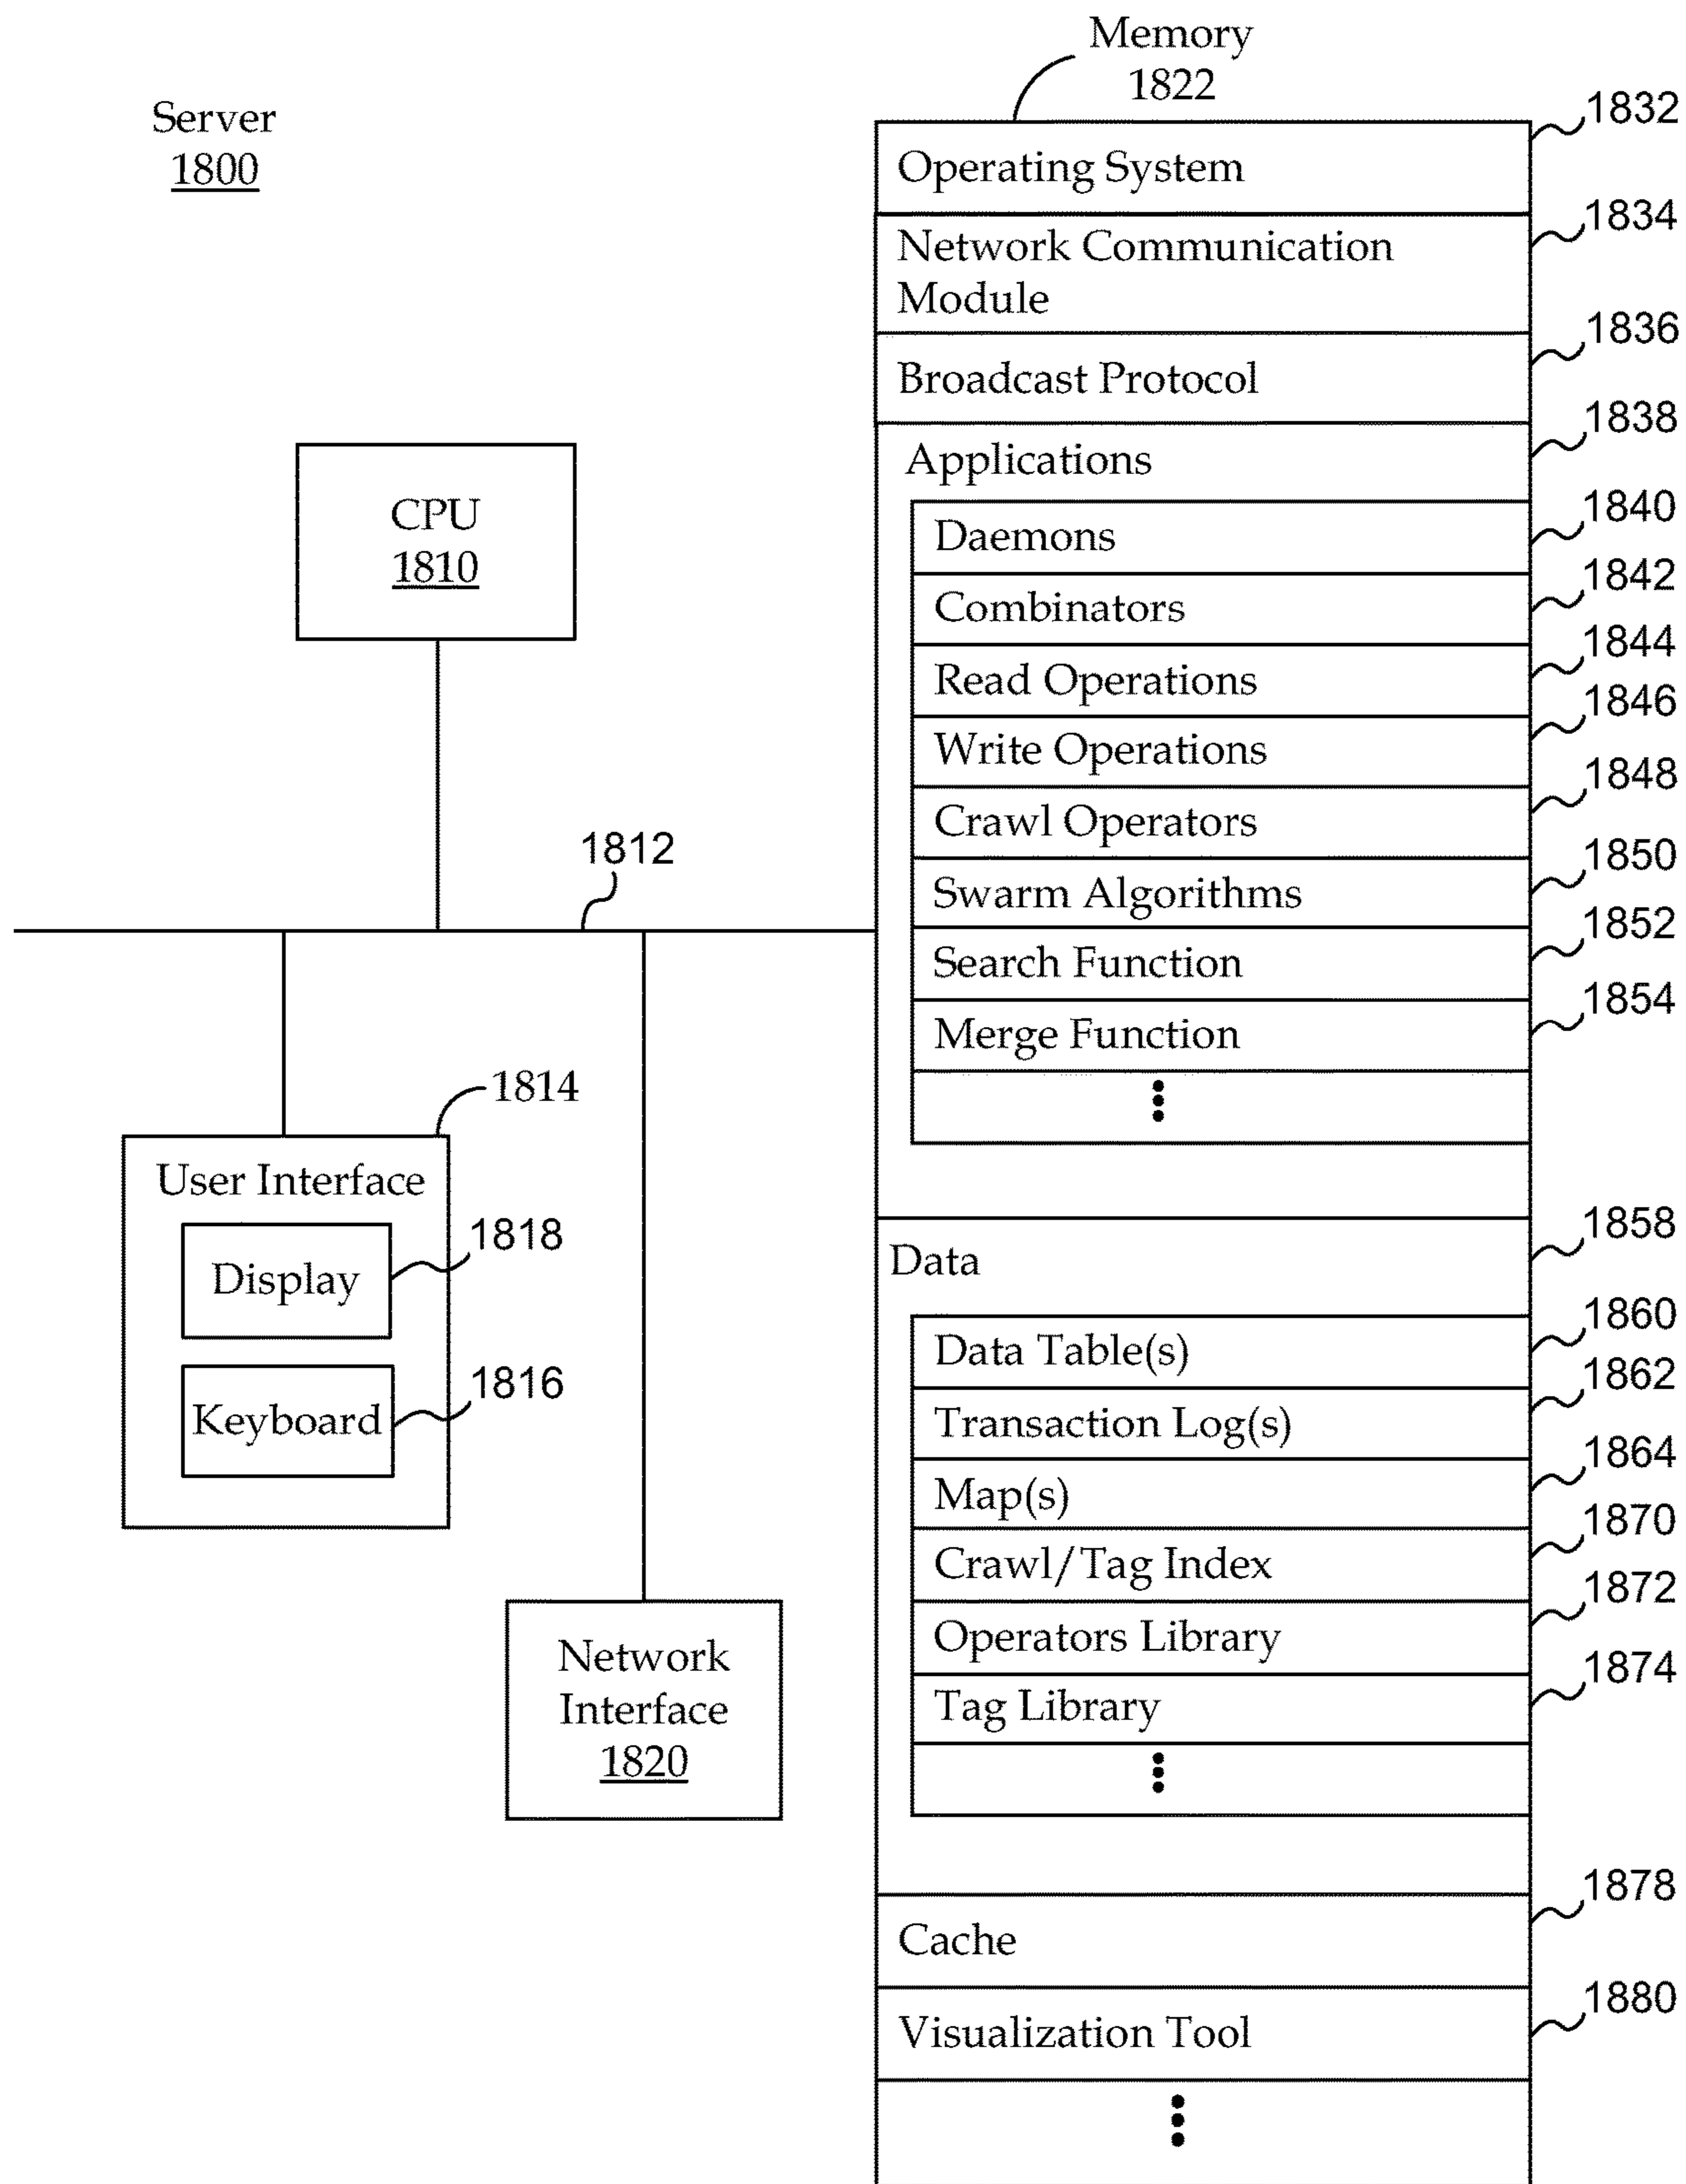 Server
1800
Memory
1822
Operating System
1832
Network Communication
Module
1834
Broadcast Protocol
1836
Applications
1838
Daemons
1840
Combinators
1842
Read Operations
1844
Write Operations
1846
Crawl Operators
1848
Swarm Algorithms
1850
Search Function
1852
Merge Function
1854
CPU
1810
1812
1814
User Interface
Display
1818
Keyboard
1816
Network
Interface
1820
Data
1858
Data Table(s)
1860
Transaction Log(s)
1862
Map(s)
1864
Crawl/Tag Index
1870
Operators Library
1872
Tag Library
1874
Cache
1878
Visualization Tool
1880